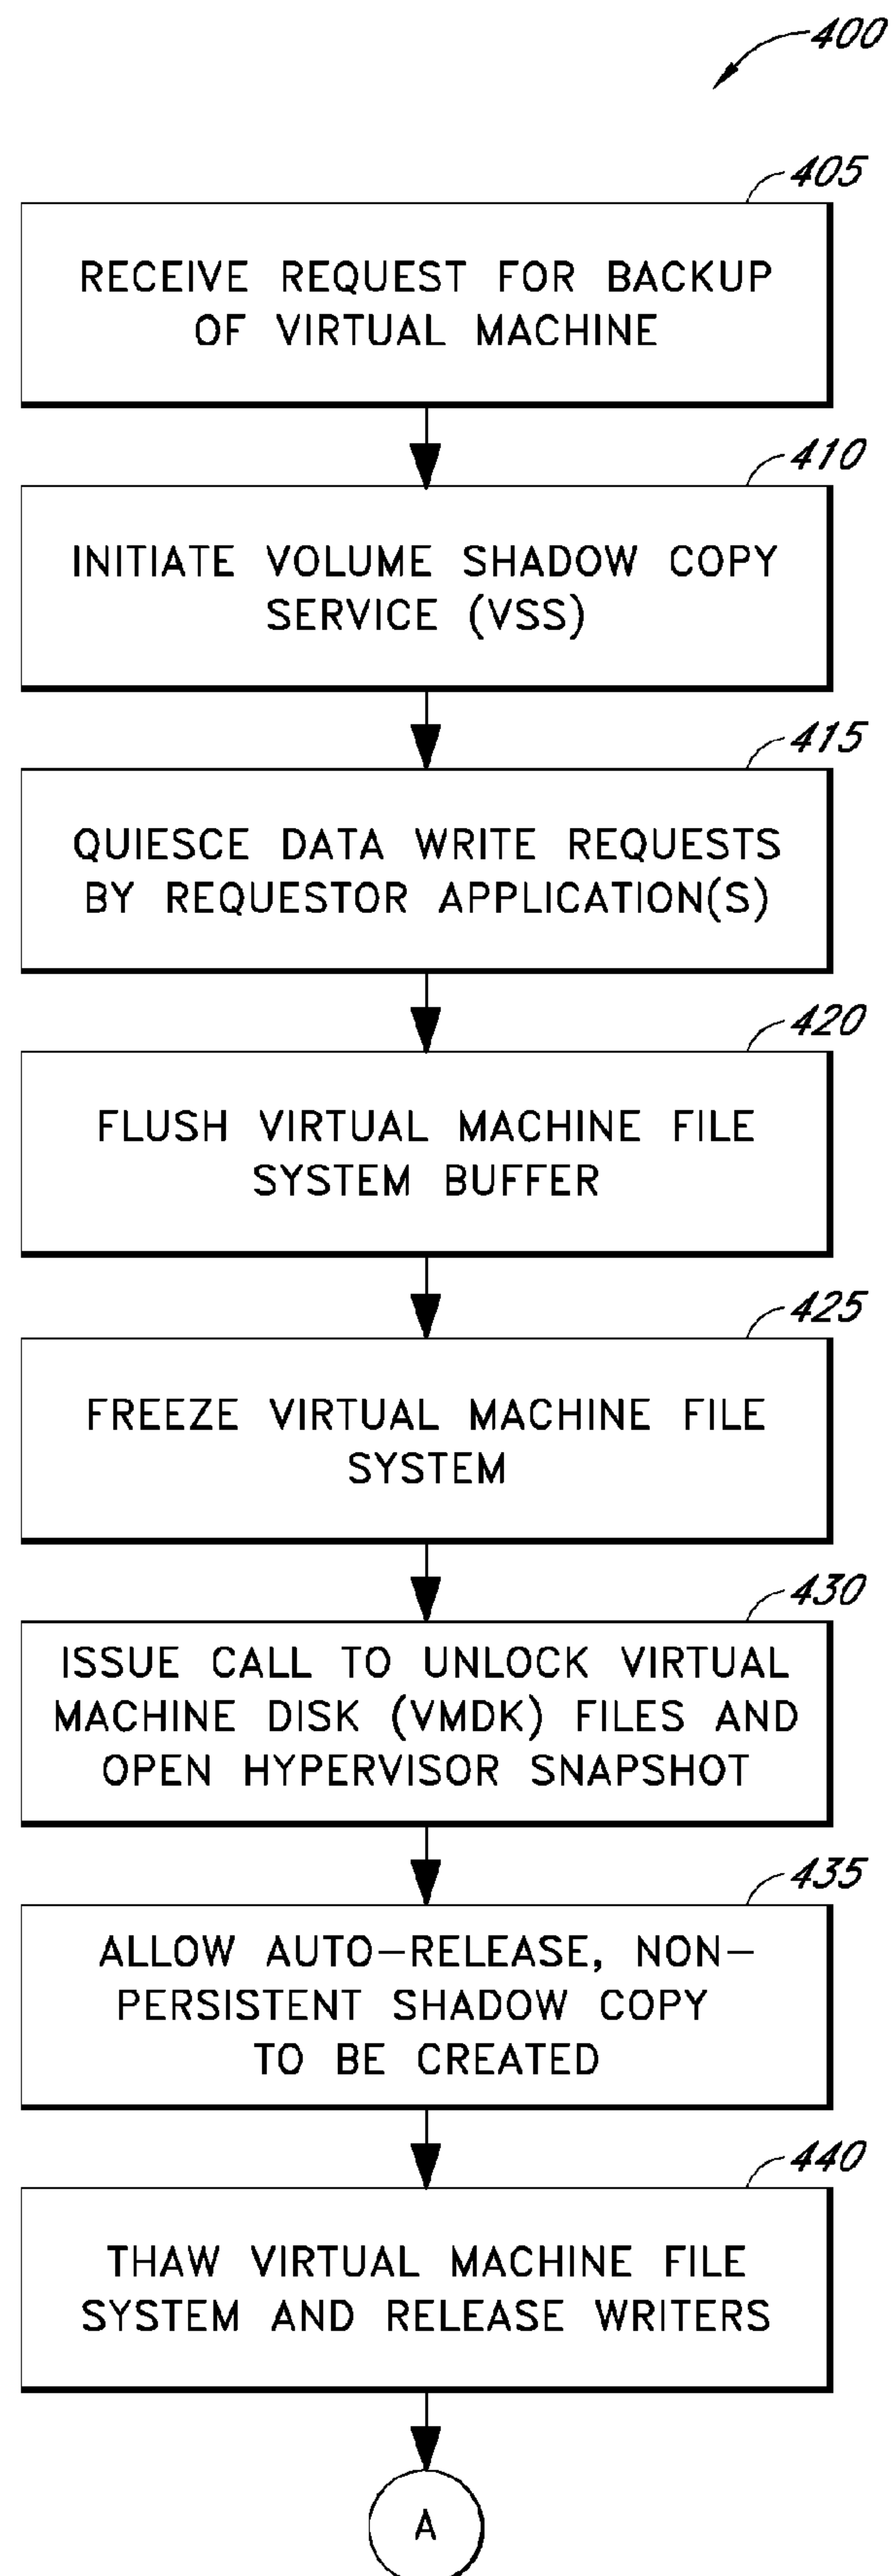 400
405
RECEIVE REQUEST FOR BACKUP
OF VIRTUAL MACHINE
410
INITIATE VOLUME SHADOW COPY
SERVICE (VSS)
415
QUIESCE DATA WRITE REQUESTS
BY REQUESTOR APPLICATION(S)
420
FLUSH VIRTUAL MACHINE FILE
SYSTEM BUFFER
425
FREEZE VIRTUAL MACHINE FILE
SYSTEM
430
ISSUE CALL TO UNLOCK VIRTUAL
MACHINE DISK (VMDK) FILES AND
OPEN HYPERVISOR SNAPSHOT
435
ALLOW AUTO-RELEASE, NON-
PERSISTENT SHADOW COPY
TO BE CREATED
440
THAW VIRTUAL MACHINE FILE
SYSTEM AND RELEASE WRITERS
A